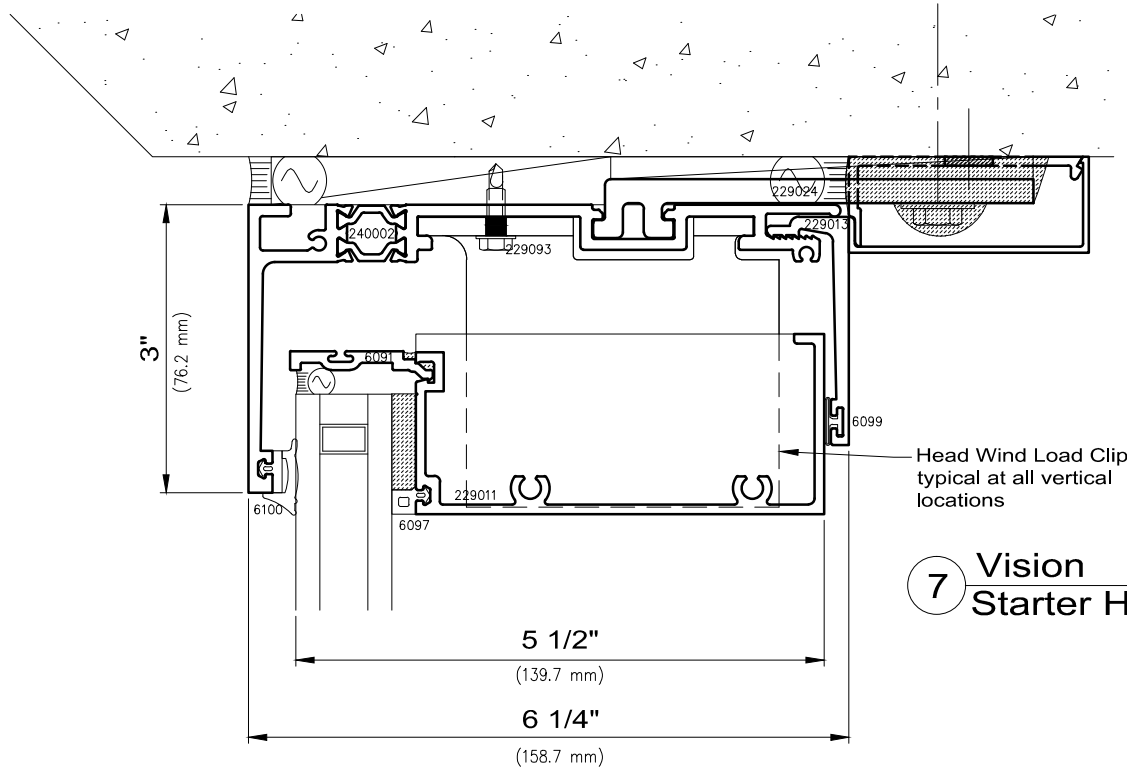 229024
240002
229013
229093
3"
(76.2 mm)
6091
6099
Head Wind Load Clip
typical at all vertical
locations
229011
6100
6097
7
Vision
Starter H
5 1/2"
(139.7 mm)
6 1/4"
(158.7 mm)